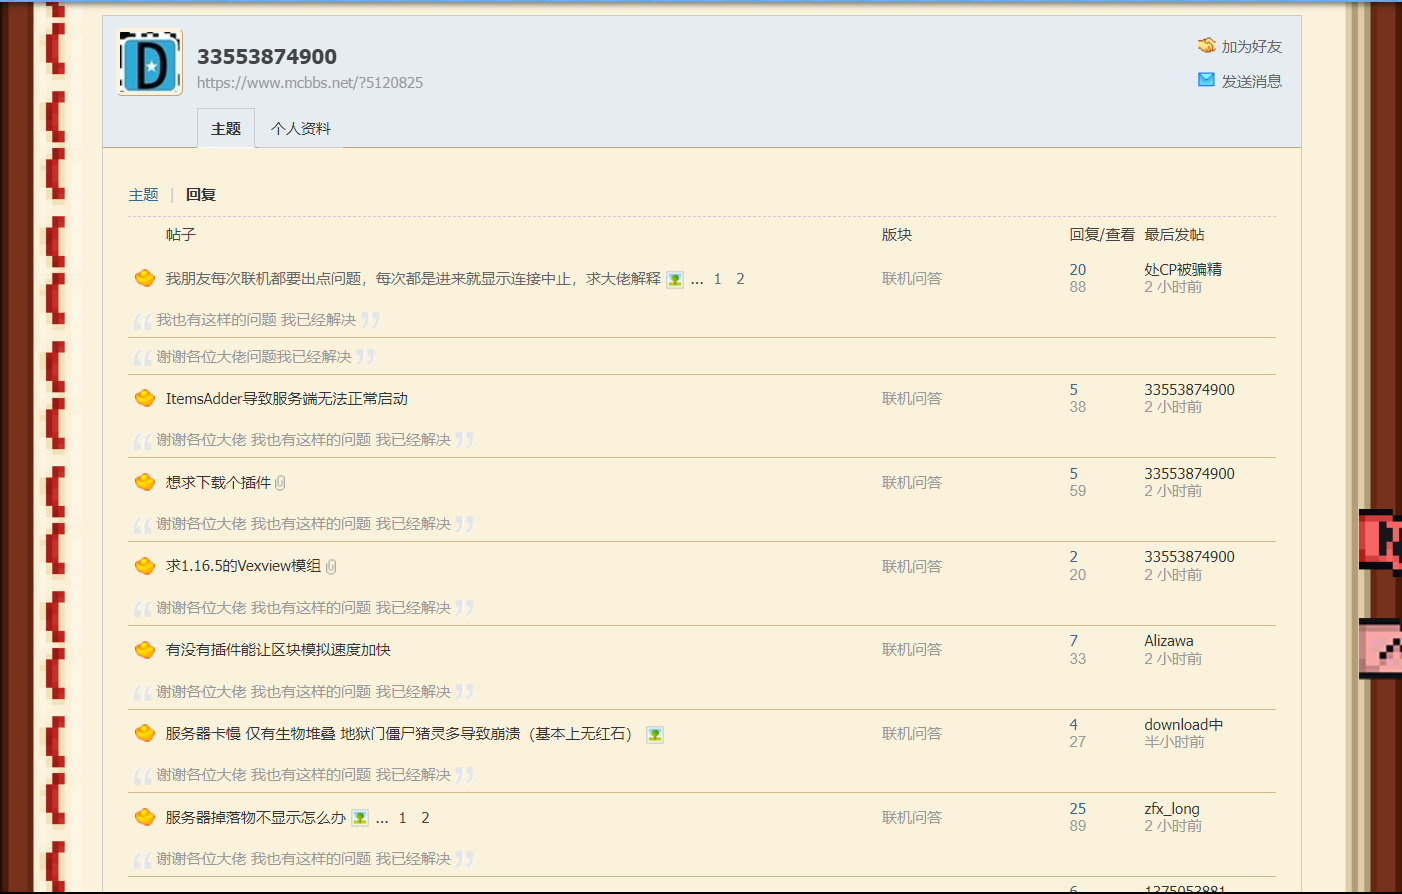 33553874900
https://www.mcbbs.net/?5120825
加为好友
发送消息
主题 个人资料
主题 | 回复
帖子 版块 回复/查看 最后发帖
我朋友每次联机都要出点问题，每次都是进来就显示连接中止，求大佬解释 ... 1 2 联机问答 20 处CP被骗精
88 2 小时前
我也有这样的问题 我已经解决
谢谢各位大佬问题我已经解决
ItemsAdder导致服务端无法正常启动 联机问答 5 33553874900
38 2 小时前
谢谢各位大佬 我也有这样的问题 我已经解决
想求下载个插件 联机问答 5 33553874900
59 2 小时前
谢谢各位大佬 我也有这样的问题 我已经解决
求1.16.5的Vexview模组 联机问答 2 33553874900
20 2 小时前
谢谢各位大佬 我也有这样的问题 我已经解决
有没有插件能让区块模拟速度加快 联机问答 7 Alizawa
33 2 小时前
谢谢各位大佬 我也有这样的问题 我已经解决
服务器卡慢 仅有生物堆叠 地狱门僵尸猪灵多导致崩溃（基本上无红石） 联机问答 4 download中
27 半小时前
谢谢各位大佬 我也有这样的问题 我已经解决
服务器掉落物不显示怎么办 ... 1 2 联机问答 25 zfx_long
89 2 小时前
谢谢各位大佬 我也有这样的问题 我已经解决
6 1375053881